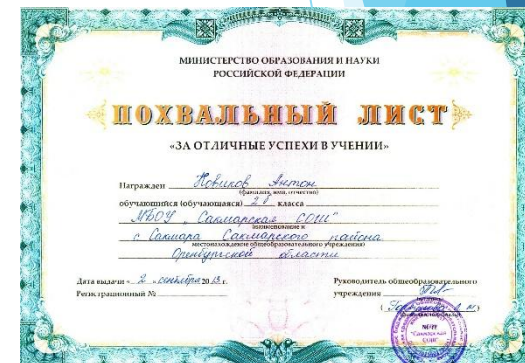 МИНИСТЕРСТВО ОБРАЗОВАНИЯ И НАУКИ
РОССИЙСКОЙ ФЕДЕРАЦИИ
ПОХВАЛЬНЫЙ ЛИСТ
«ЗА ОТЛИЧНЫЕ УСПЕХИ В УЧЕНИИ»
Награжден Новиков Антон
(фамилия, имя, отчество)
обучающийся (обучающаяся) 2 класса
МБОУ „Сакмарская СОШ"
наименование и
с Сакмара Сакмарского района
местонахождение общеобразовательного учреждения)
Оренбургской области
Дата выдачи « 2 сентября 2013 г.
Регистрационный №
Руководитель общеобразовательного
учреждения
"Сакмарская
СОШ"